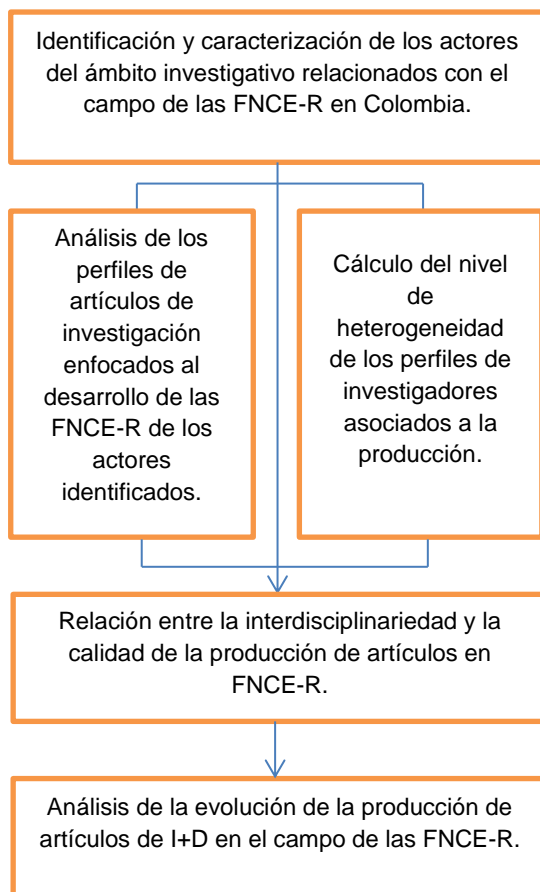 Identificación y caracterización de los actores
del ámbito investigativo relacionados con el
campo de las FNCE-R en Colombia.
Análisis de los
perfiles de
artículos de
investigación
enfocados al
desarrollo de las
FNCE-R de los
actores
identificados.
Cálculo del nivel
de
heterogeneidad
de los perfiles de
investigadores
asociados a la
producción.
Relación entre la interdisciplinariedad y la
calidad de la producción de artículos en
FNCE-R.
Análisis de la evolución de la producción de
artículos de I+D en el campo de las FNCE-R.